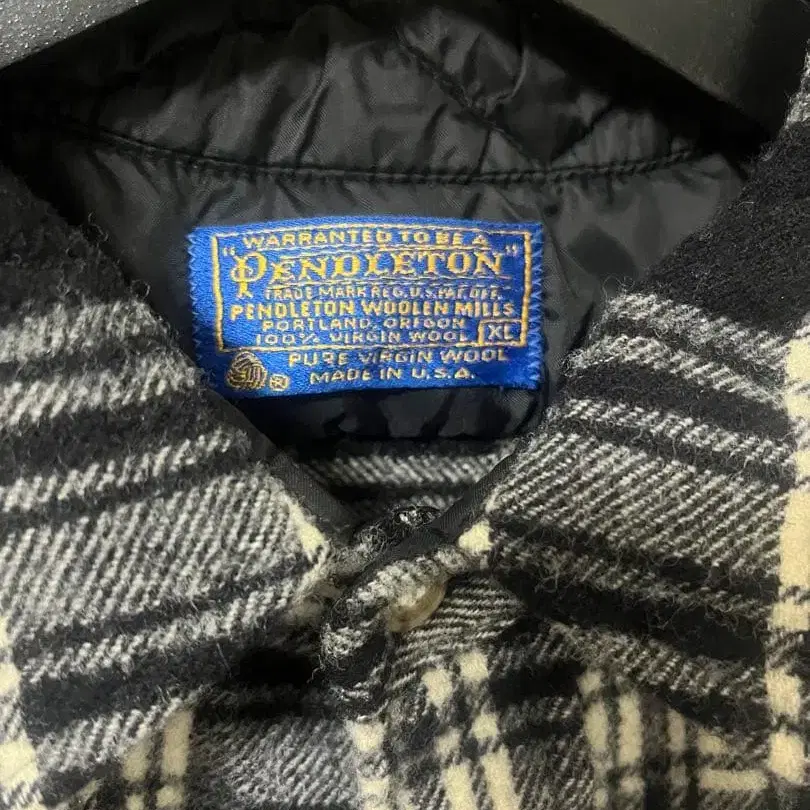 WARRANTED TO BE A
"PENDLETON"
TRADE MARK REG. U.S. PAT. OFF.
PENDLETON WOOLEN MILLS
PORTLAND, OREGON
100% VIRGIN WOOL XL
PURE VIRGIN WOOL
® MADE IN U.S.A.